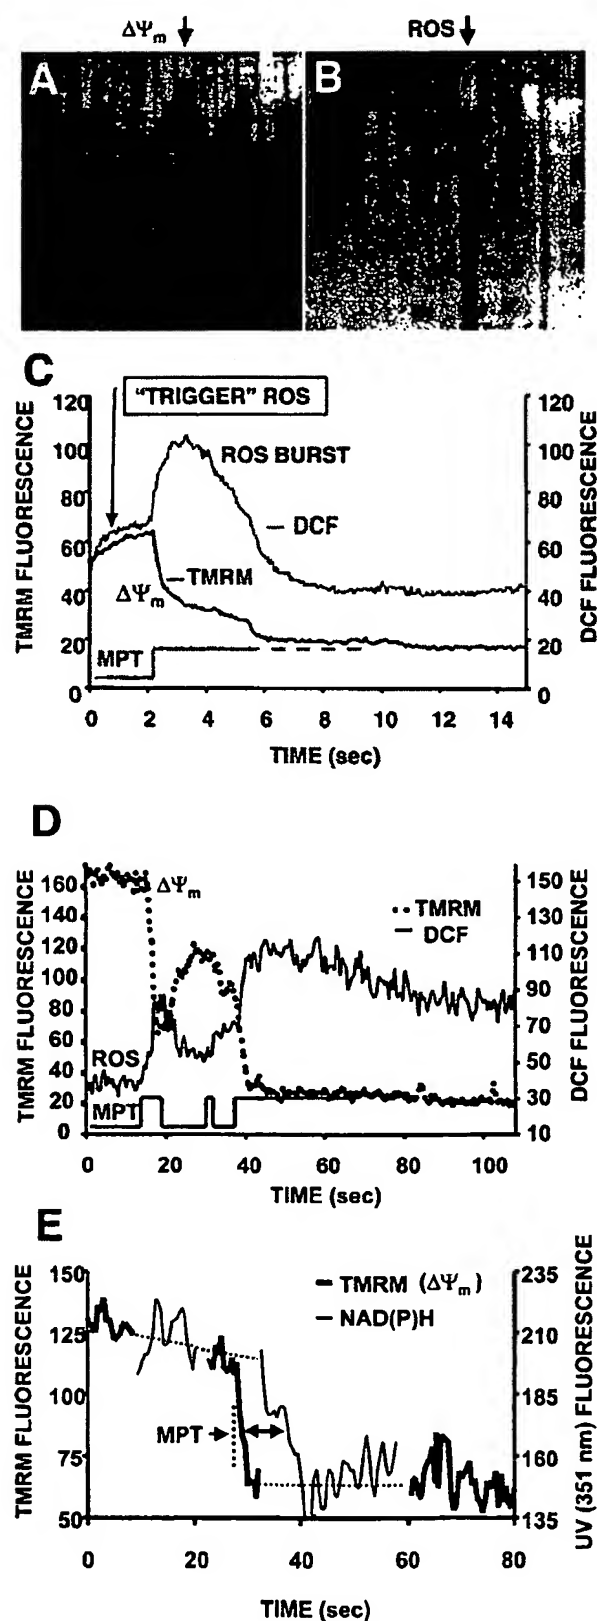 ΔΨm ROS
A B
C
"TRIGGER" ROS
120 120
100 100
80 80
60 60
40 40
20 20
0 0
TMRM FLUORESCENCE
DCF FLUORESCENCE
ROS BURST
DCF
TMRM
ΔΨm
MPT
0 2 4 6 8 10 12 14
TIME (sec)
D
160 150
140 130
120 110
100 90
80 70
60 50
40 30
20 10
0
TMRM FLUORESCENCE
DCF FLUORESCENCE
ΔΨm
TMRM
DCF
ROS
MPT
0 20 40 60 80 100
TIME (sec)
E
150 235
125 210
100 185
75 160
50 135
TMRM FLUORESCENCE
UV (351 nm) FLUORESCENCE
TMRM (ΔΨm)
NAD(P)H
MPT
0 20 40 60 80
TIME (sec)